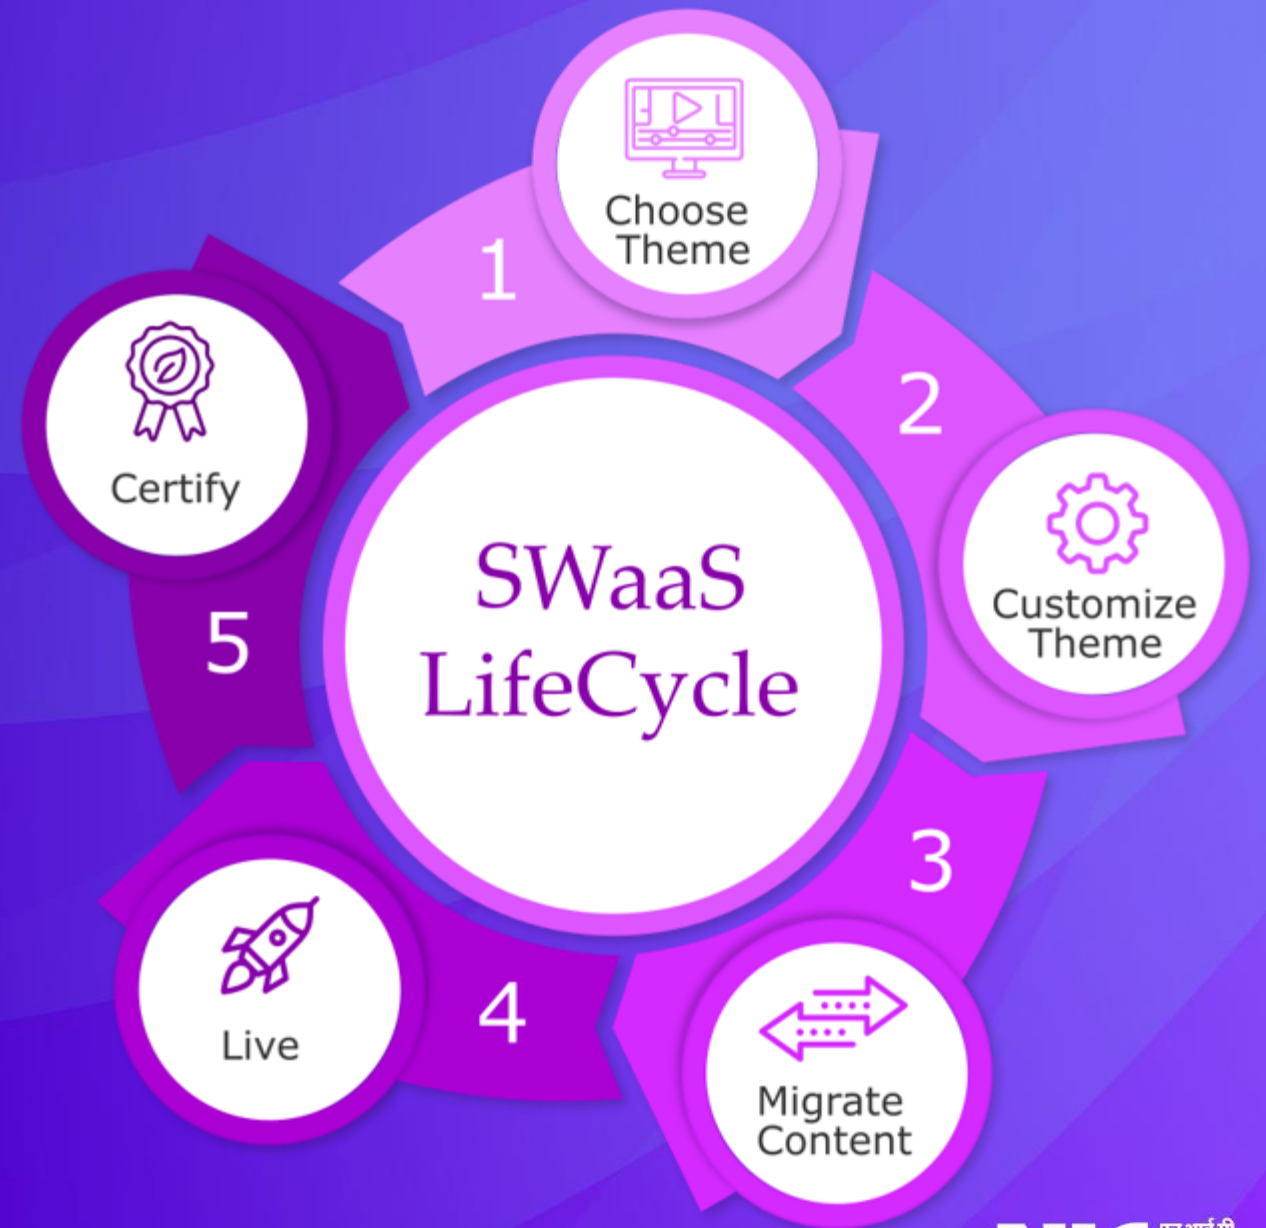 1
Choose
Theme
2
Customize
Theme
3
Migrate
Content
4
Live
5
Certify
SWaaS
LifeCycle